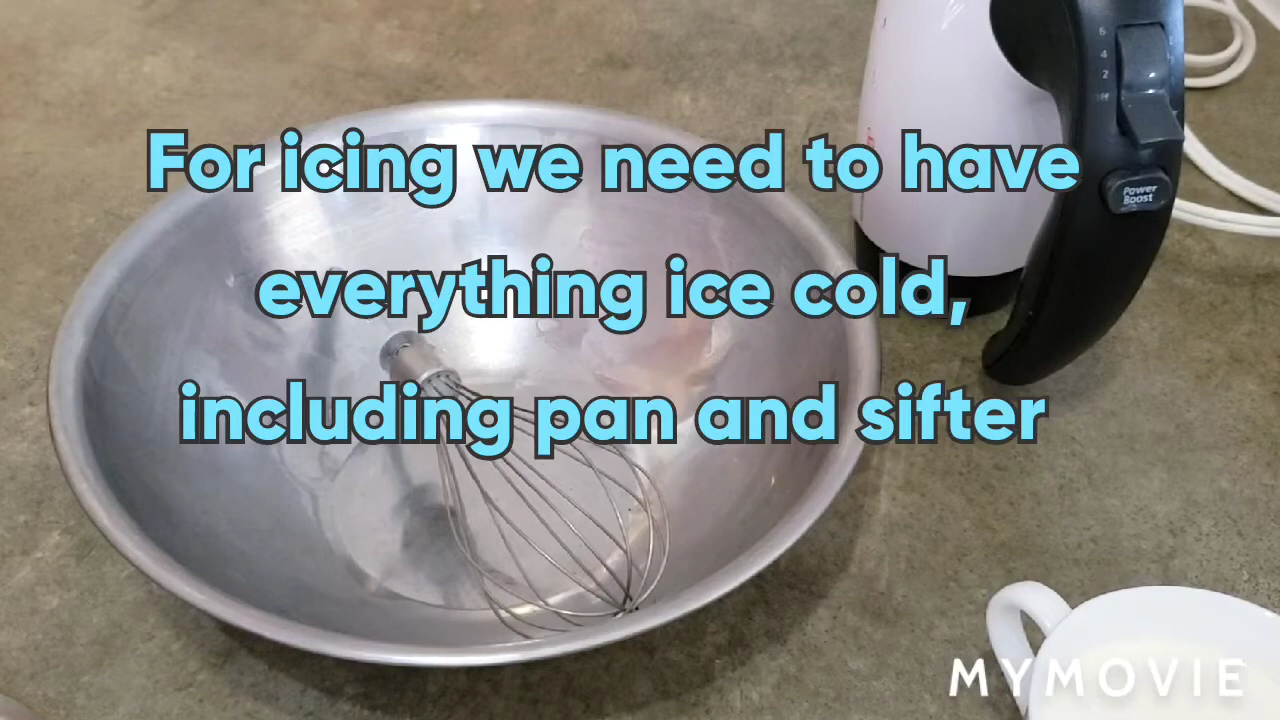 For icing we need to have
everything ice cold,
including pan and sifter
6
4
2
Power
Boost
MYMOVIE